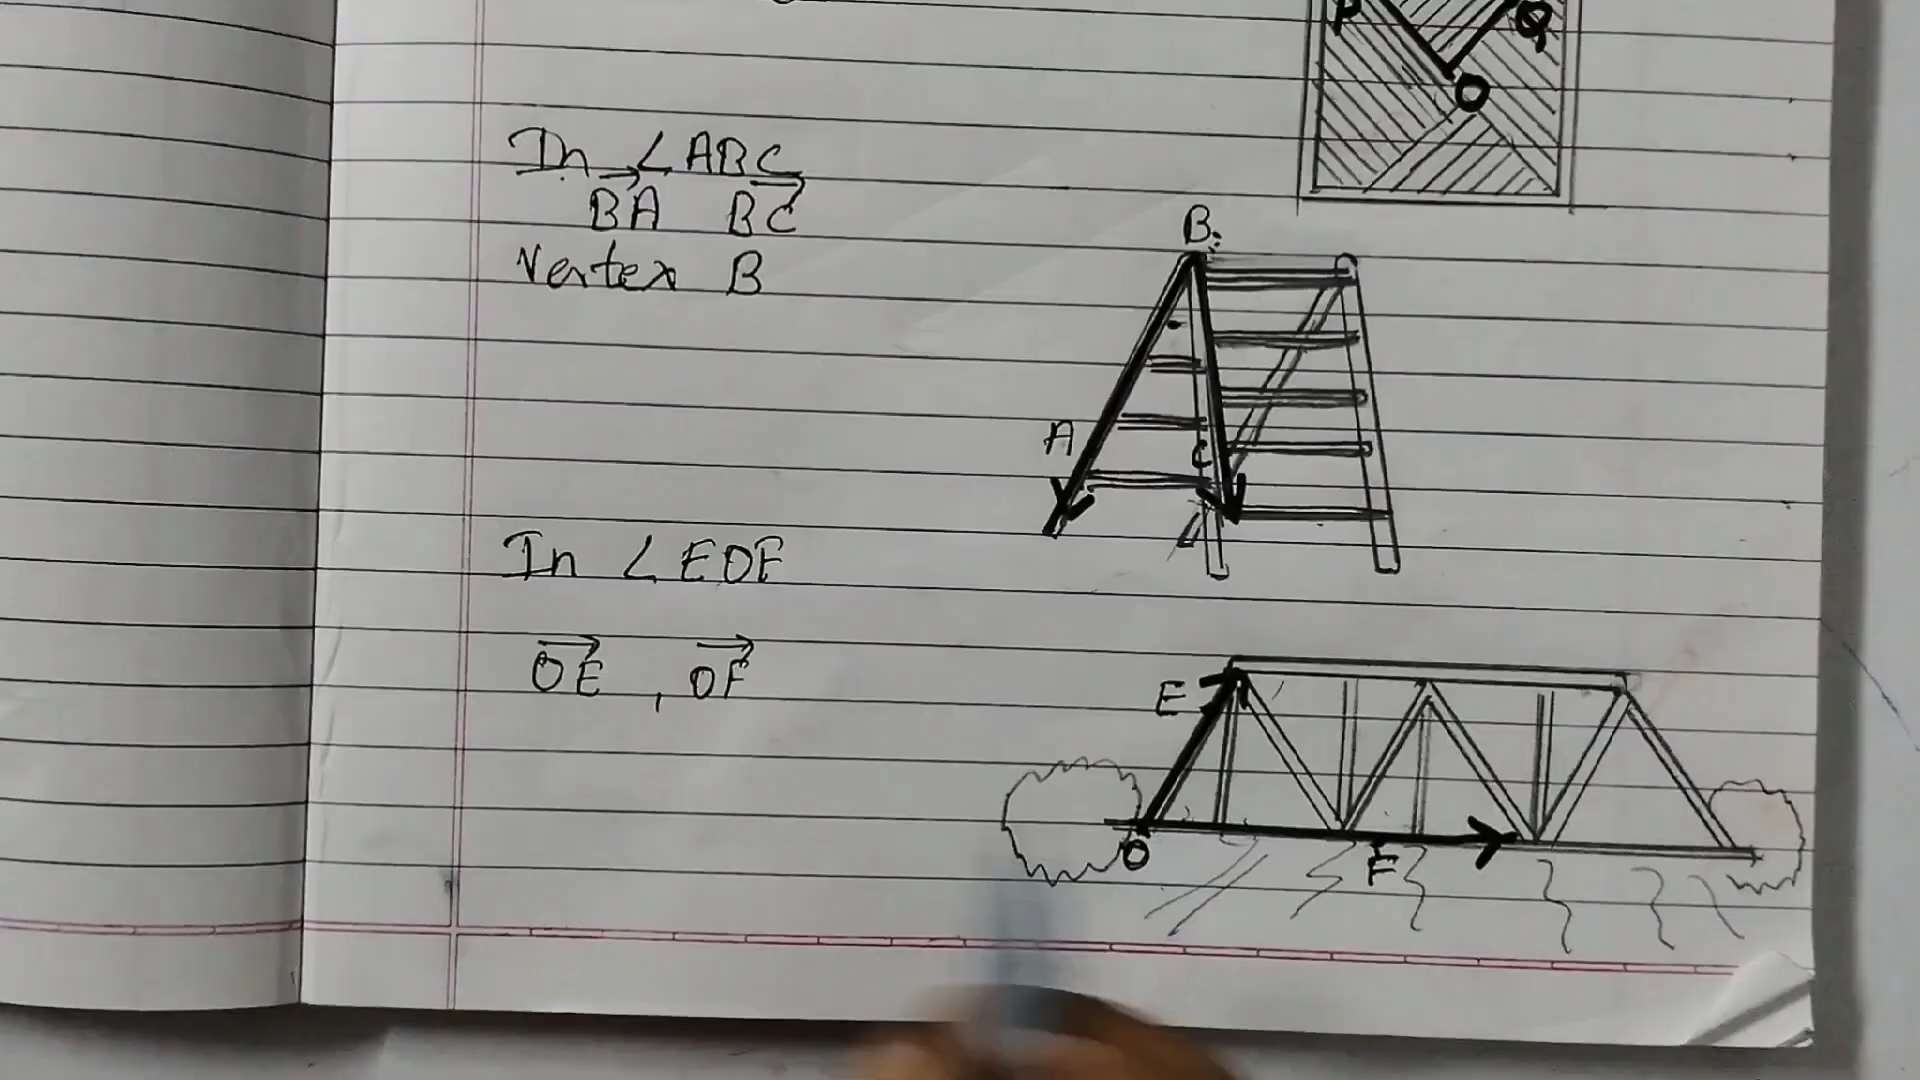 P Q
O
In ∠ABC
BA BC
Vertex B
B
A
C
In ∠EOF
OE , OF
E
O
F